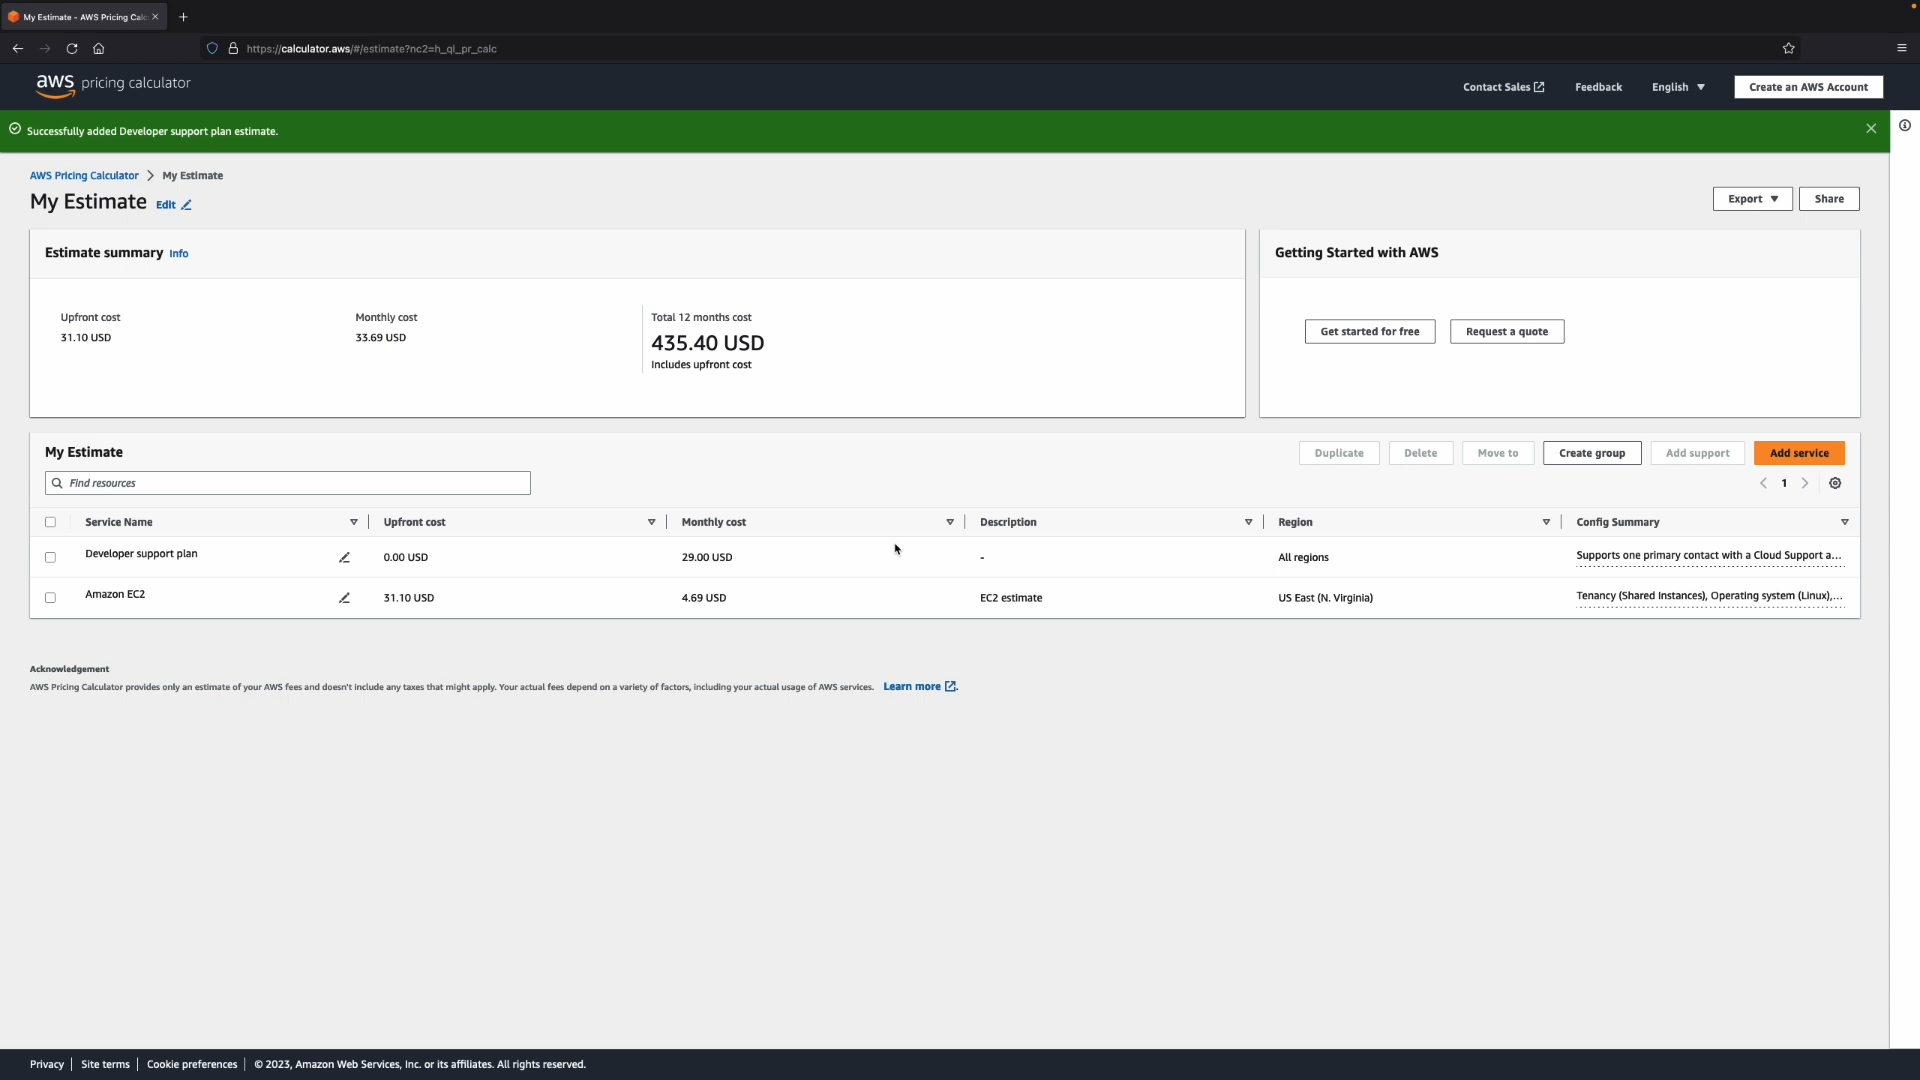 My Estimate - AWS Pricing Calc
https://calculator.aws/#/estimate?nc2=h_ql_pr_calc
aws pricing calculator
Contact Sales
Feedback
English
Create an AWS Account
Successfully added Developer support plan estimate.
AWS Pricing Calculator > My Estimate
My Estimate Edit
Export
Share
Estimate summary Info
Upfront cost
31.10 USD
Monthly cost
33.69 USD
Total 12 months cost
435.40 USD
Includes upfront cost
Getting Started with AWS
Get started for free
Request a quote
My Estimate
Duplicate
Delete
Move to
Create group
Add support
Add service
Find resources
1
Service Name Upfront cost Monthly cost Description Region Config Summary
Developer support plan 0.00 USD 29.00 USD - All regions Supports one primary contact with a Cloud Support a...
Amazon EC2 31.10 USD 4.69 USD EC2 estimate US East (N. Virginia) Tenancy (Shared Instances), Operating system (Linux),...
Acknowledgement
AWS Pricing Calculator provides only an estimate of your AWS fees and doesn't include any taxes that might apply. Your actual fees depend on a variety of factors, including your actual usage of AWS services. Learn more.
Privacy | Site terms | Cookie preferences | © 2023, Amazon Web Services, Inc. or its affiliates. All rights reserved.